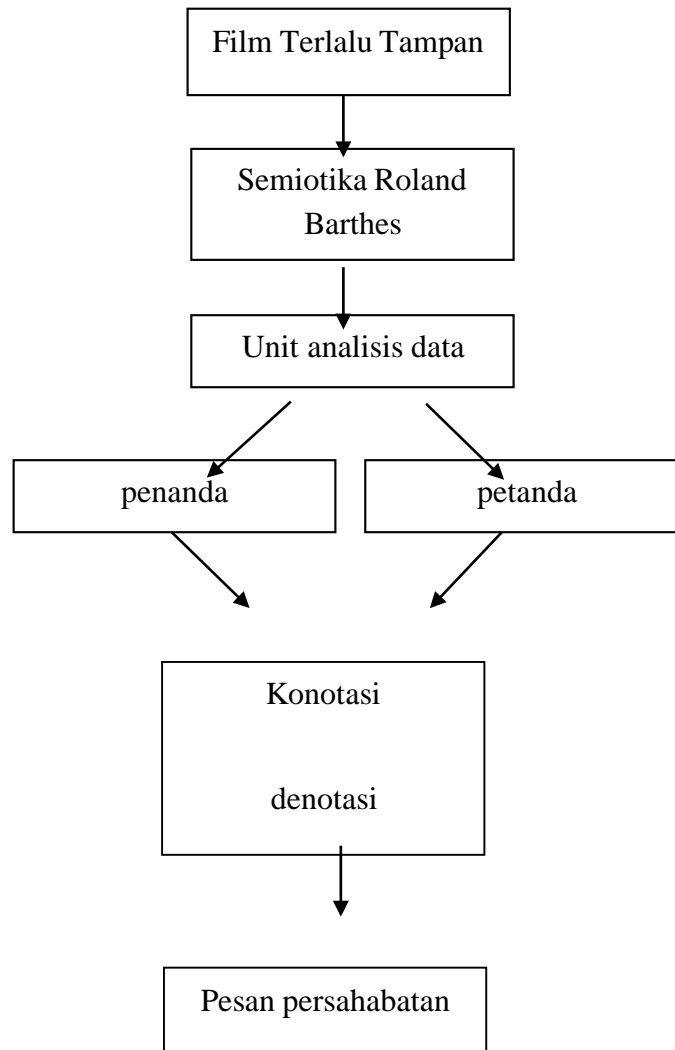 Film Terlalu Tampan
Semiotika Roland
Barthes
Unit analisis data
penanda
petanda
Konotasi
denotasi
Pesan persahabatan